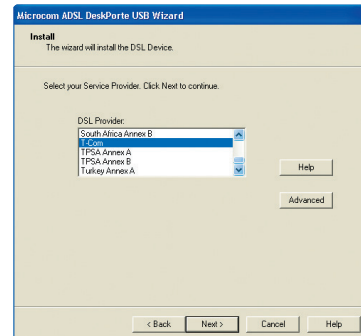 Microcom ADSL DeskPorte USB Wizard
Install
The wizard will install the DSL Device.
Select your Service Provider. Click Next to continue.
DSL Provider:
South Africa Annex B
T-Com
TPSA Annex A
TPSA Annex B
Turkey Annex A
Help
Advanced
< Back
Next >
Cancel
Help